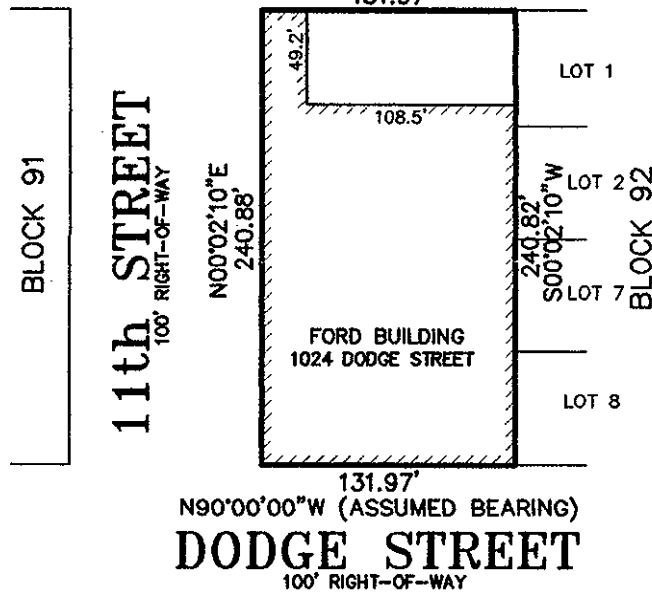 49.2'
108.5'
LOT 1
LOT 2
LOT 7
LOT 8
BLOCK 92
240.82'
S00°02'10"W
BLOCK 91
11th STREET
100' RIGHT-OF-WAY
N00°02'10"E
240.88'
FORD BUILDING
1024 DODGE STREET
131.97'
N90°00'00"W (ASSUMED BEARING)
DODGE STREET
100' RIGHT-OF-WAY